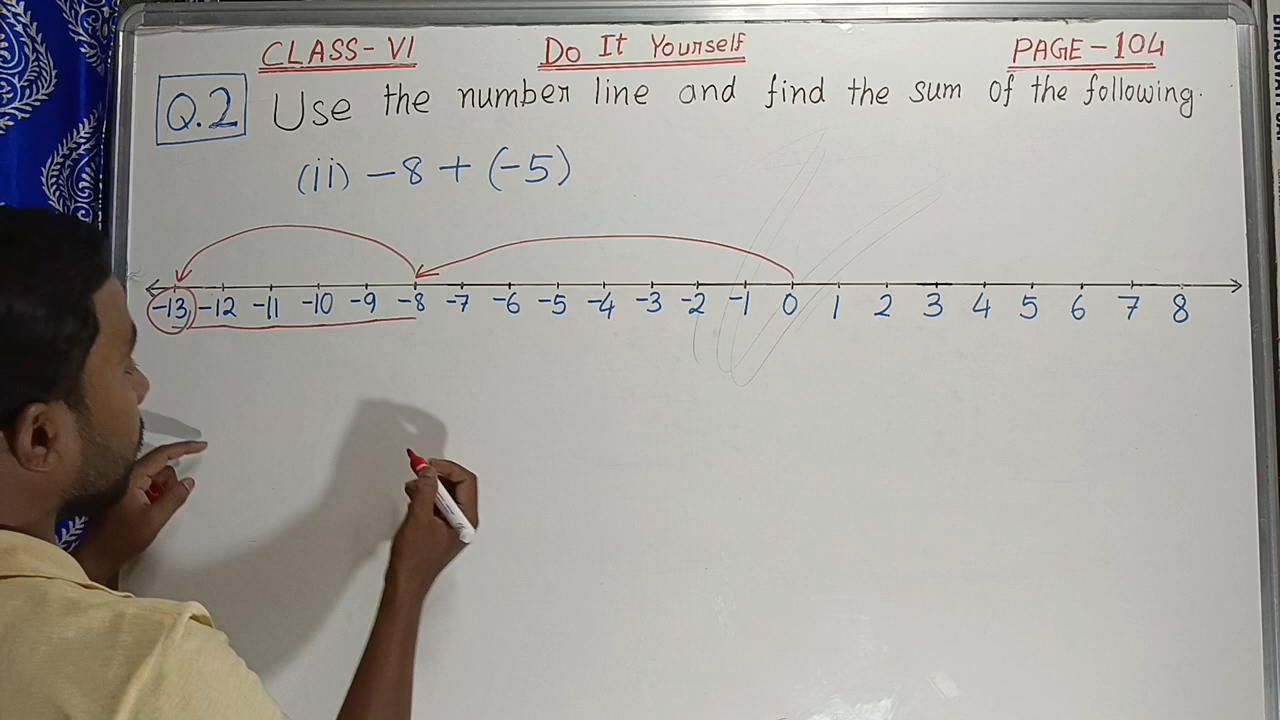 CLASS-VI Do It Yourself PAGE-104
Q.2 Use the number line and find the sum of the following.
(ii) -8 + (-5)
-13, -12 -11 -10 -9 -8 -7 -6 -5 -4 -3 -2 -1 0 1 2 3 4 5 6 7 8